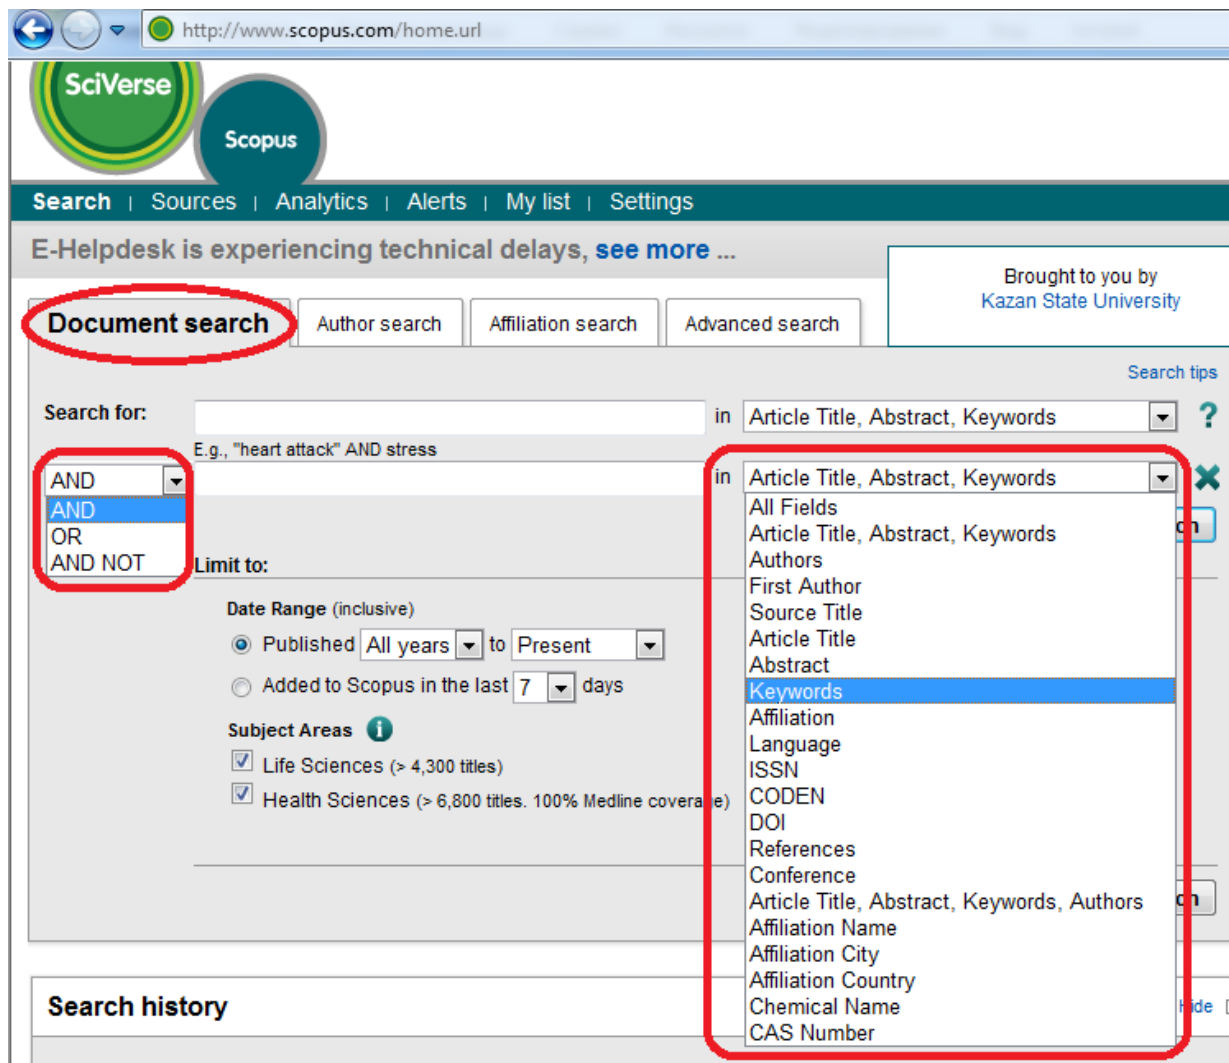 http://www.scopus.com/home.url
SciVerse
Scopus
Search | Sources | Analytics | Alerts | My list | Settings
E-Helpdesk is experiencing technical delays, see more ...
Brought to you by
Kazan State University
Document search
Author search
Affiliation search
Advanced search
Search tips
Search for:
in Article Title, Abstract, Keywords
?
E.g., "heart attack" AND stress
AND
in Article Title, Abstract, Keywords
AND
OR
AND NOT
All Fields
Article Title, Abstract, Keywords
Authors
First Author
Source Title
Article Title
Abstract
Keywords
Affiliation
Language
ISSN
CODEN
DOI
References
Conference
Article Title, Abstract, Keywords, Authors
Affiliation Name
Affiliation City
Affiliation Country
Chemical Name
CAS Number
Limit to:
Date Range (inclusive)
Published All years to Present
Added to Scopus in the last 7 days
Subject Areas i
Life Sciences (> 4,300 titles)
Health Sciences (> 6,800 titles. 100% Medline coverage)
Search history
Hide